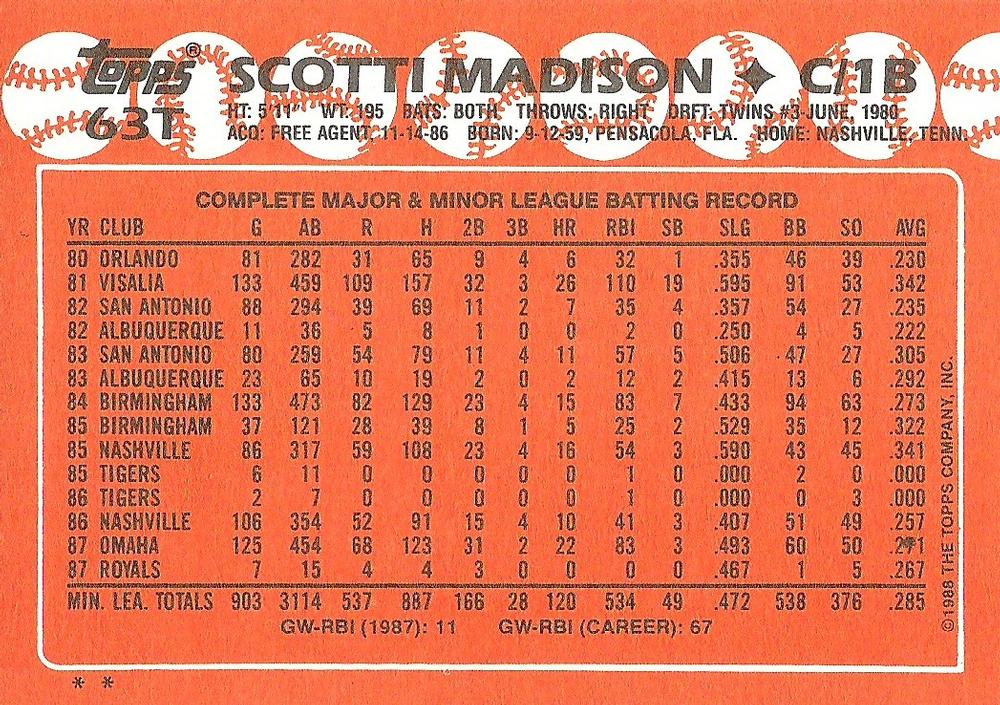 topps® SCOTTI MADISON ✦ C/1B
63T HT: 5'11" WT: 195 BATS: BOTH THROWS: RIGHT DRFT: TWINS #3-JUNE, 1980
ACQ: FREE AGENT, 11-14-86 BORN: 9-12-59, PENSACOLA, FLA. HOME: NASHVILLE, TENN.
COMPLETE MAJOR & MINOR LEAGUE BATTING RECORD
YR CLUB G AB R H 2B 3B HR RBI SB SLG BB SO AVG
80 ORLANDO 81 282 31 65 9 4 6 32 1 .355 46 39 .230
81 VISALIA 133 459 109 157 32 3 26 110 19 .595 91 53 .342
82 SAN ANTONIO 88 294 39 69 11 2 7 35 4 .357 54 27 .235
82 ALBUQUERQUE 11 36 5 8 1 0 0 2 0 .250 4 5 .222
83 SAN ANTONIO 80 259 54 79 11 4 11 57 5 .506 47 27 .305
83 ALBUQUERQUE 23 65 10 19 2 0 2 12 2 .415 13 6 .292
84 BIRMINGHAM 133 473 82 129 23 4 15 83 7 .433 94 63 .273
85 BIRMINGHAM 37 121 28 39 8 1 5 25 2 .529 35 12 .322
85 NASHVILLE 86 317 59 108 23 4 16 54 3 .590 43 45 .341
85 TIGERS 6 11 0 0 0 0 0 1 0 .000 2 0 .000
86 TIGERS 2 7 0 0 0 0 0 1 0 .000 0 3 .000
86 NASHVILLE 106 354 52 91 15 4 10 41 3 .407 51 49 .257
87 OMAHA 125 454 68 123 31 2 22 83 3 .493 60 50 .271
87 ROYALS 7 15 4 4 3 0 0 0 0 .467 1 5 .267
MIN. LEA. TOTALS 903 3114 537 887 166 28 120 534 49 .472 538 376 .285
GW-RBI (1987): 11 GW-RBI (CAREER): 67
©1988 THE TOPPS COMPANY, INC.
* *